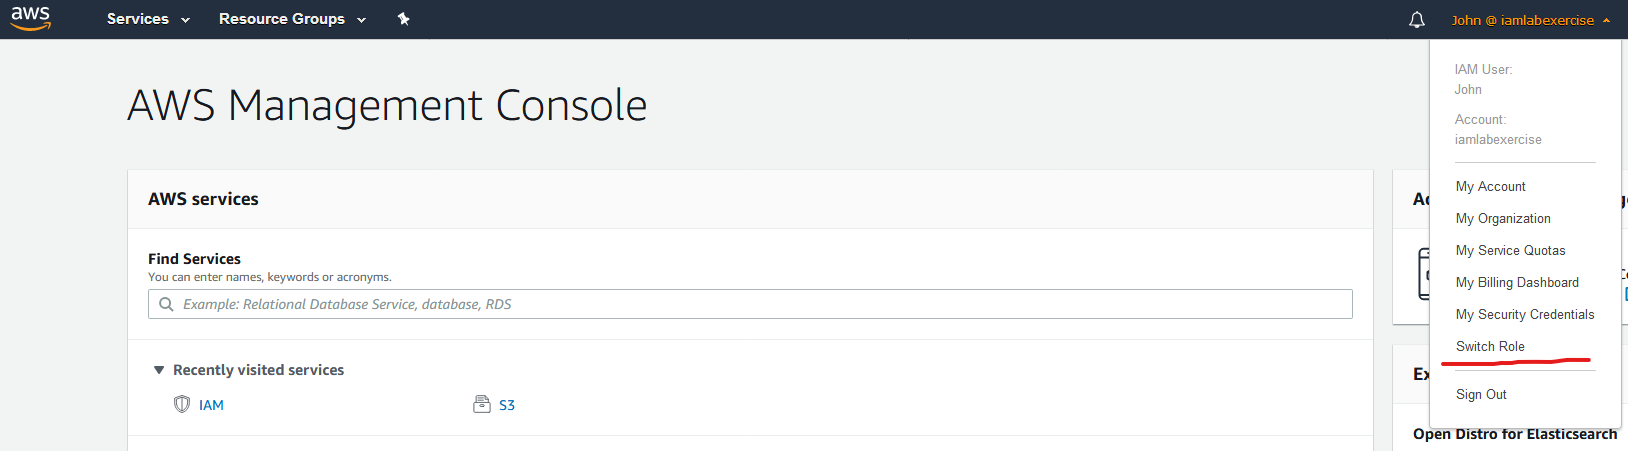 aws
Services
Resource Groups
John @ iamlabexercise
IAM User:
John
Account:
iamlabexercise
My Account
My Organization
My Service Quotas
My Billing Dashboard
My Security Credentials
Switch Role
Sign Out
AWS Management Console
AWS services
Find Services
You can enter names, keywords or acronyms.
Example: Relational Database Service, database, RDS
Recently visited services
IAM
S3
Open Distro for Elasticsearch